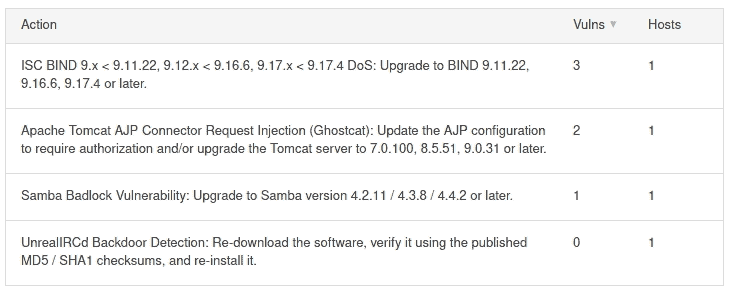 Action Vulns ▼ Hosts
ISC BIND 9.x < 9.11.22, 9.12.x < 9.16.6, 9.17.x < 9.17.4 DoS: Upgrade to BIND 9.11.22, 3 1
9.16.6, 9.17.4 or later.
Apache Tomcat AJP Connector Request Injection (Ghostcat): Update the AJP configuration 2 1
to require authorization and/or upgrade the Tomcat server to 7.0.100, 8.5.51, 9.0.31 or later.
Samba Badlock Vulnerability: Upgrade to Samba version 4.2.11 / 4.3.8 / 4.4.2 or later. 1 1
UnrealIRCd Backdoor Detection: Re-download the software, verify it using the published 0 1
MD5 / SHA1 checksums, and re-install it.